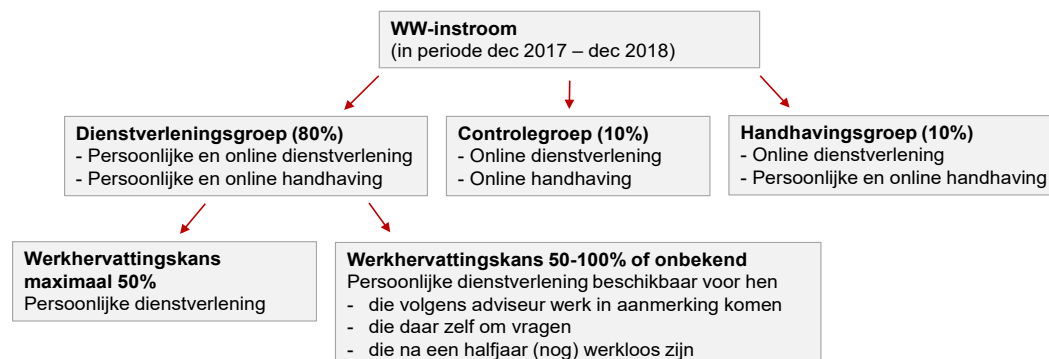 WW-instroom
(in periode dec 2017 – dec 2018)
Dienstverleningsgroep (80%)
- Persoonlijke en online dienstverlening
- Persoonlijke en online handhaving
Controlegroep (10%)
- Online dienstverlening
- Online handhaving
Handhavingsgroep (10%)
- Online dienstverlening
- Persoonlijke en online handhaving
Werkhervattingskans
maximaal 50%
Persoonlijke dienstverlening
Werkhervattingskans 50-100% of onbekend
Persoonlijke dienstverlening beschikbaar voor hen
- die volgens adviseur werk in aanmerking komen
- die daar zelf om vragen
- die na een halfjaar (nog) werkloos zijn